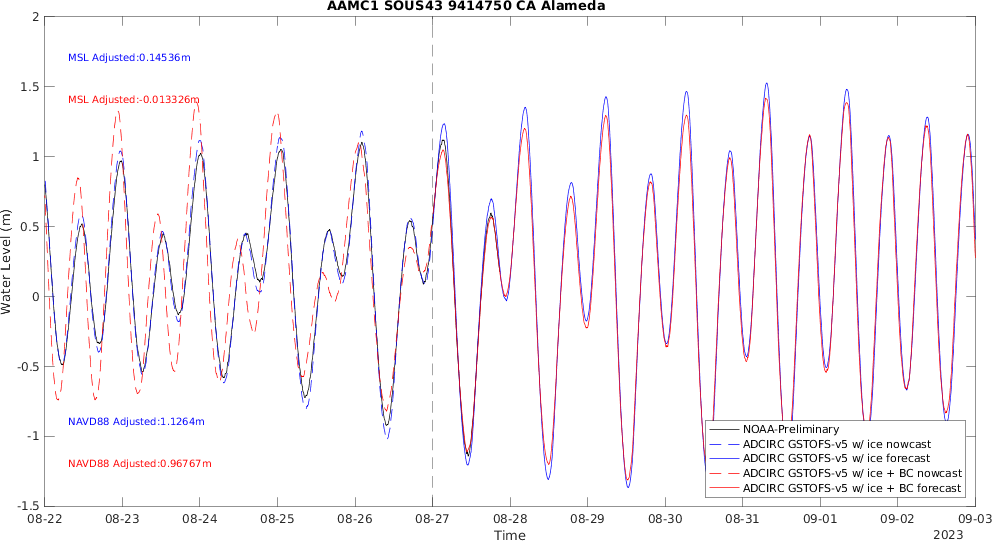 AAMC1 SOUS43 9414750 CA Alameda
2
1.5
1
0.5
0
-0.5
-1
-1.5
Water Level (m)
MSL Adjusted:0.14536m
MSL Adjusted:-0.013326m
NAVD88 Adjusted:1.1264m
NAVD88 Adjusted:0.96767m
NOAA-Preliminary
ADCIRC GSTOFS-v5 w/ ice nowcast
ADCIRC GSTOFS-v5 w/ ice forecast
ADCIRC GSTOFS-v5 w/ ice + BC nowcast
ADCIRC GSTOFS-v5 w/ ice + BC forecast
08-22 08-23 08-24 08-25 08-26 08-27 08-28 08-29 08-30 08-31 09-01 09-02 09-03
Time
2023